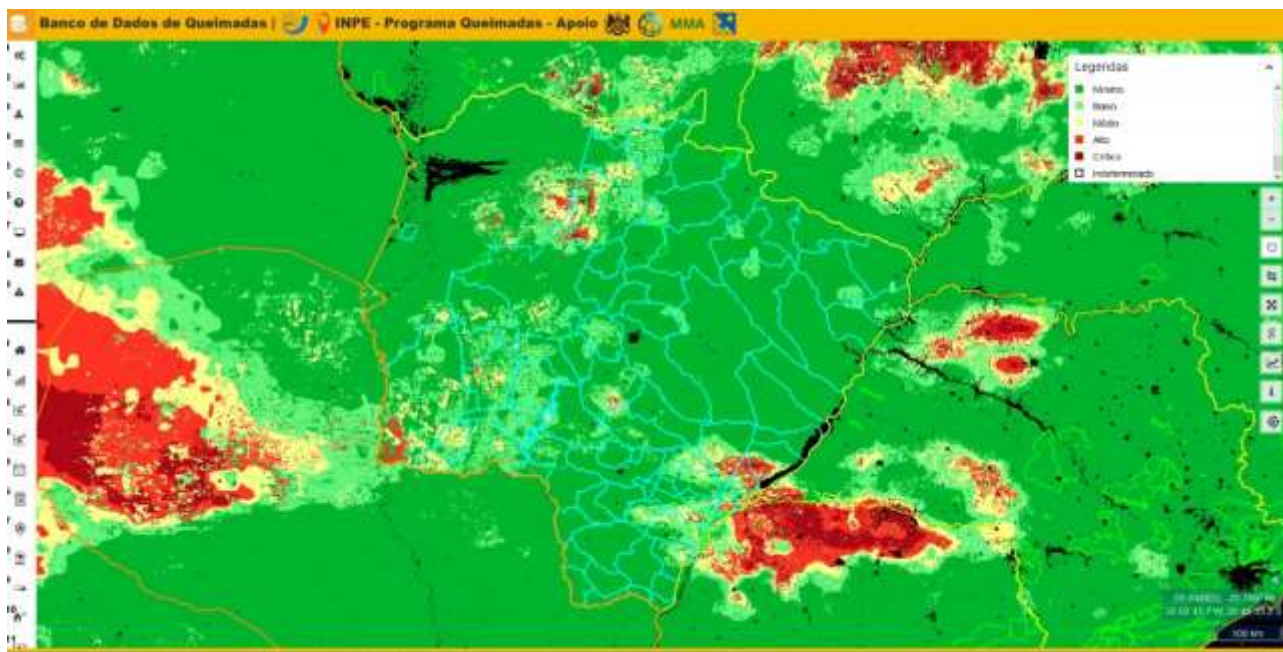 Banco de Dados de Queimadas | INPE - Programa Queimadas - Apoio MMA
Legendas
Mínimo
Baixo
Médio
Alto
Crítico
Indeterminado
100 km